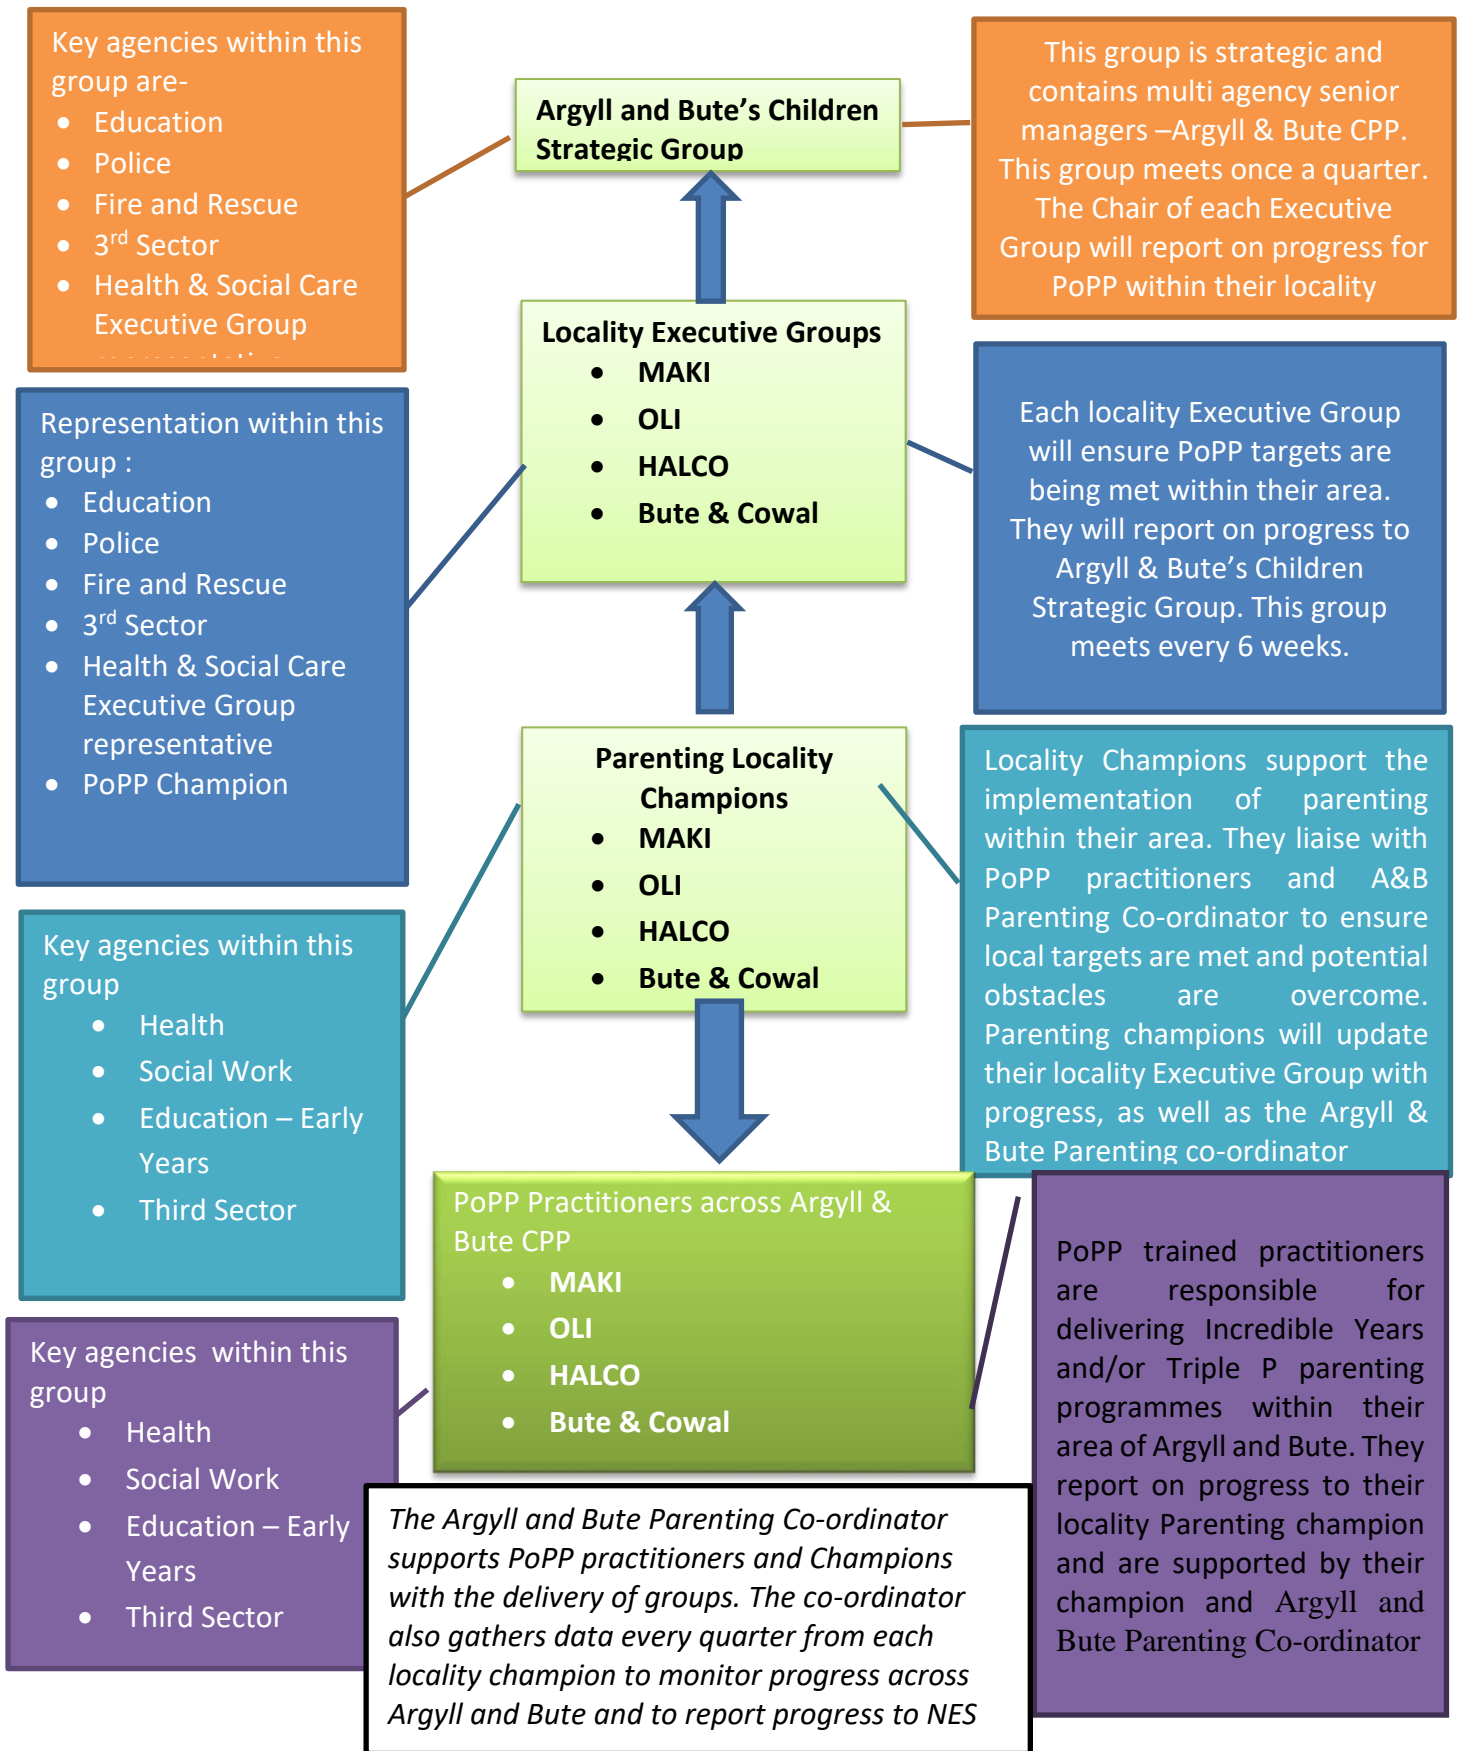 Key agencies within this
group are-
• Education
• Police
• Fire and Rescue
• 3rd Sector
• Health & Social Care
Executive Group
Argyll and Bute's Children
Strategic Group
This group is strategic and
contains multi agency senior
managers –Argyll & Bute CPP.
This group meets once a quarter.
The Chair of each Executive
Group will report on progress for
PoPP within their locality
Representation within this
group :
• Education
• Police
• Fire and Rescue
• 3rd Sector
• Health & Social Care
Executive Group
representative
• PoPP Champion
Locality Executive Groups
• MAKI
• OLI
• HALCO
• Bute & Cowal
Each locality Executive Group
will ensure PoPP targets are
being met within their area.
They will report on progress to
Argyll & Bute's Children
Strategic Group. This group
meets every 6 weeks.
Key agencies within this
group
• Health
• Social Work
• Education – Early
Years
• Third Sector
Parenting Locality
Champions
• MAKI
• OLI
• HALCO
• Bute & Cowal
Locality Champions support the
implementation of parenting
within their area. They liaise with
PoPP practitioners and A&B
Parenting Co-ordinator to ensure
local targets are met and potential
obstacles are overcome.
Parenting champions will update
their locality Executive Group with
progress, as well as the Argyll &
Bute Parenting co-ordinator
Key agencies within this
group
• Health
• Social Work
• Education – Early
Years
• Third Sector
PoPP Practitioners across Argyll &
Bute CPP
• MAKI
• OLI
• HALCO
• Bute & Cowal
PoPP trained practitioners
are responsible for
delivering Incredible Years
and/or Triple P parenting
programmes within their
area of Argyll and Bute. They
report on progress to their
locality Parenting champion
and are supported by their
champion and Argyll and
Bute Parenting Co-ordinator
The Argyll and Bute Parenting Co-ordinator
supports PoPP practitioners and Champions
with the delivery of groups. The co-ordinator
also gathers data every quarter from each
locality champion to monitor progress across
Argyll and Bute and to report progress to NES